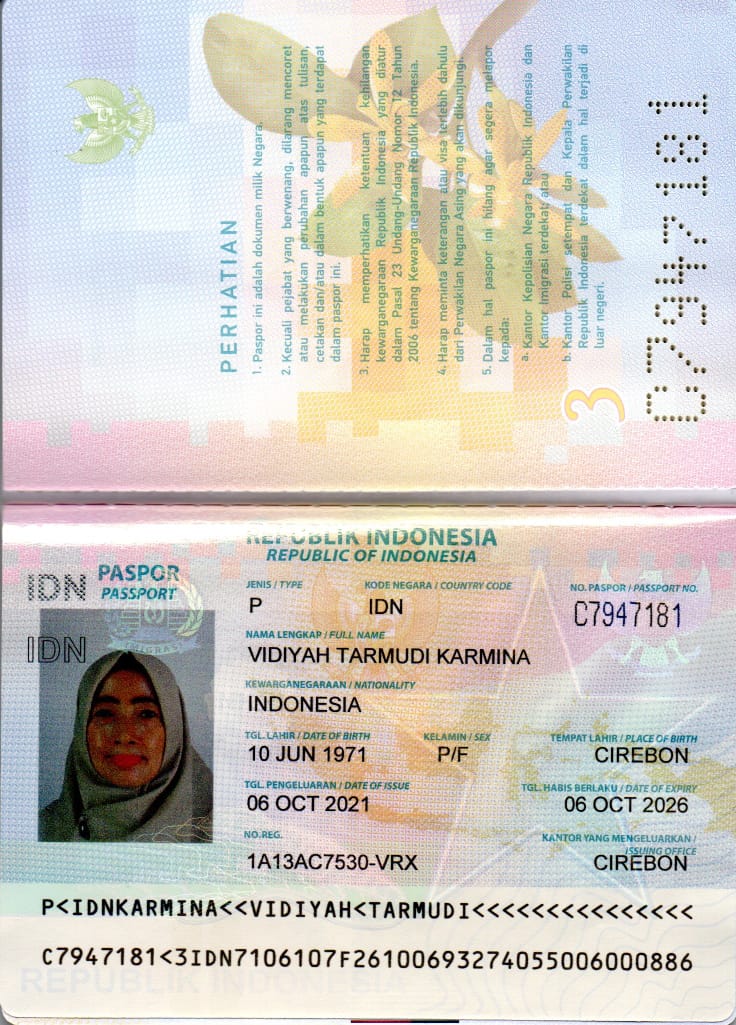 PERHATIAN
1. Paspor ini adalah dokumen milik Negara.
2. Kecuali pejabat yang berwenang, dilarang mencoret
atau melakukan perubahan apapun atas tulisan,
cetakan dan/atau dalam bentuk apapun yang terdapat
dalam paspor ini.
3. Harap memperhatikan ketentuan kehilangan
kewarganegaraan Republik Indonesia yang diatur
dalam Pasal 23 Undang-Undang Nomor 12 Tahun
2006 tentang Kewarganegaraan Republik Indonesia.
4. Harap meminta keterangan atau visa terlebih dahulu
dari Perwakilan Negara Asing yang akan dikunjungi.
5. Dalam hal paspor ini hilang agar segera melapor
kepada:
a. Kantor Kepolisian Negara Republik Indonesia dan
Kantor Imigrasi terdekat; atau
b. Kantor Polisi setempat dan Kepala Perwakilan
Republik Indonesia terdekat dalam hal terjadi di
luar negeri.
3
C7947181
REPUBLIK INDONESIA
REPUBLIC OF INDONESIA
IDN PASPOR
PASSPORT
IDN
JENIS / TYPE KODE NEGARA / COUNTRY CODE NO. PASPOR / PASSPORT NO.
P IDN C7947181
NAMA LENGKAP / FULL NAME
VIDIYAH TARMUDI KARMINA
KEWARGANEGARAAN / NATIONALITY
INDONESIA
TGL. LAHIR / DATE OF BIRTH KELAMIN / SEX TEMPAT LAHIR / PLACE OF BIRTH
10 JUN 1971 P/F CIREBON
TGL. PENGELUARAN / DATE OF ISSUE TGL. HABIS BERLAKU / DATE OF EXPIRY
06 OCT 2021 06 OCT 2026
NO. REG. KANTOR YANG MENGELUARKAN /
ISSUING OFFICE
1A13AC7530-VRX CIREBON
P<IDNKARMINA<<VIDIYAH<TARMUDI<<<<<<<<<<<<<<<
C7947181<3IDN7106107F2610069327405500600​0886
REPUBLIK INDONESIA